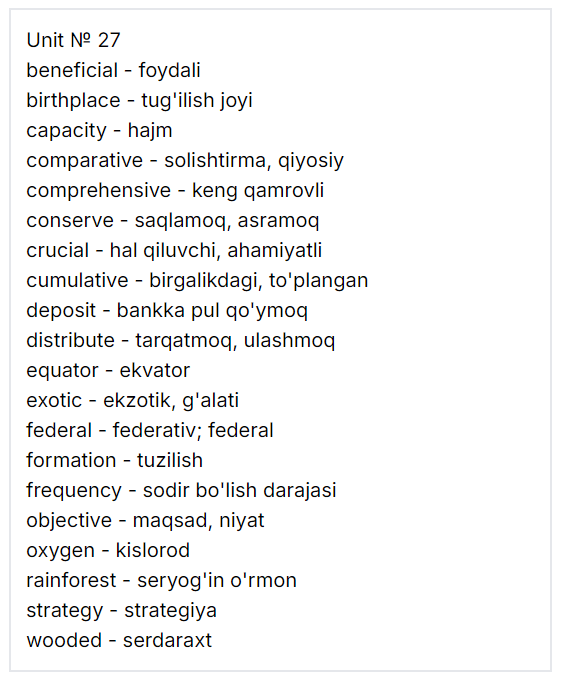 Unit № 27
beneficial - foydali
birthplace - tug'ilish joyi
capacity - hajm
comparative - solishtirma, qiyosiy
comprehensive - keng qamrovli
conserve - saqlamoq, asramoq
crucial - hal qiluvchi, ahamiyatli
cumulative - birgalikdagi, to'plangan
deposit - bankka pul qo'ymoq
distribute - tarqatmoq, ulashmoq
equator - ekvator
exotic - ekzotik, g'alati
federal - federativ; federal
formation - tuzilish
frequency - sodir bo'lish darajasi
objective - maqsad, niyat
oxygen - kislorod
rainforest - seryog'in o'rmon
strategy - strategiya
wooded - serdaraxt